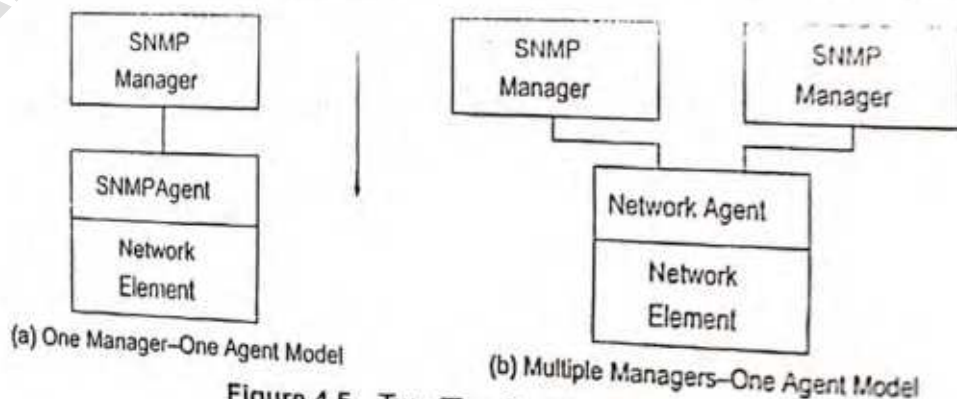 SNMP
Manager
SNMPAgent
Network
Element
(a) One Manager–One Agent Model
SNMP
Manager
SNMP
Manager
Network Agent
Network
Element
(b) Multiple Managers–One Agent Model
Figure 4.5